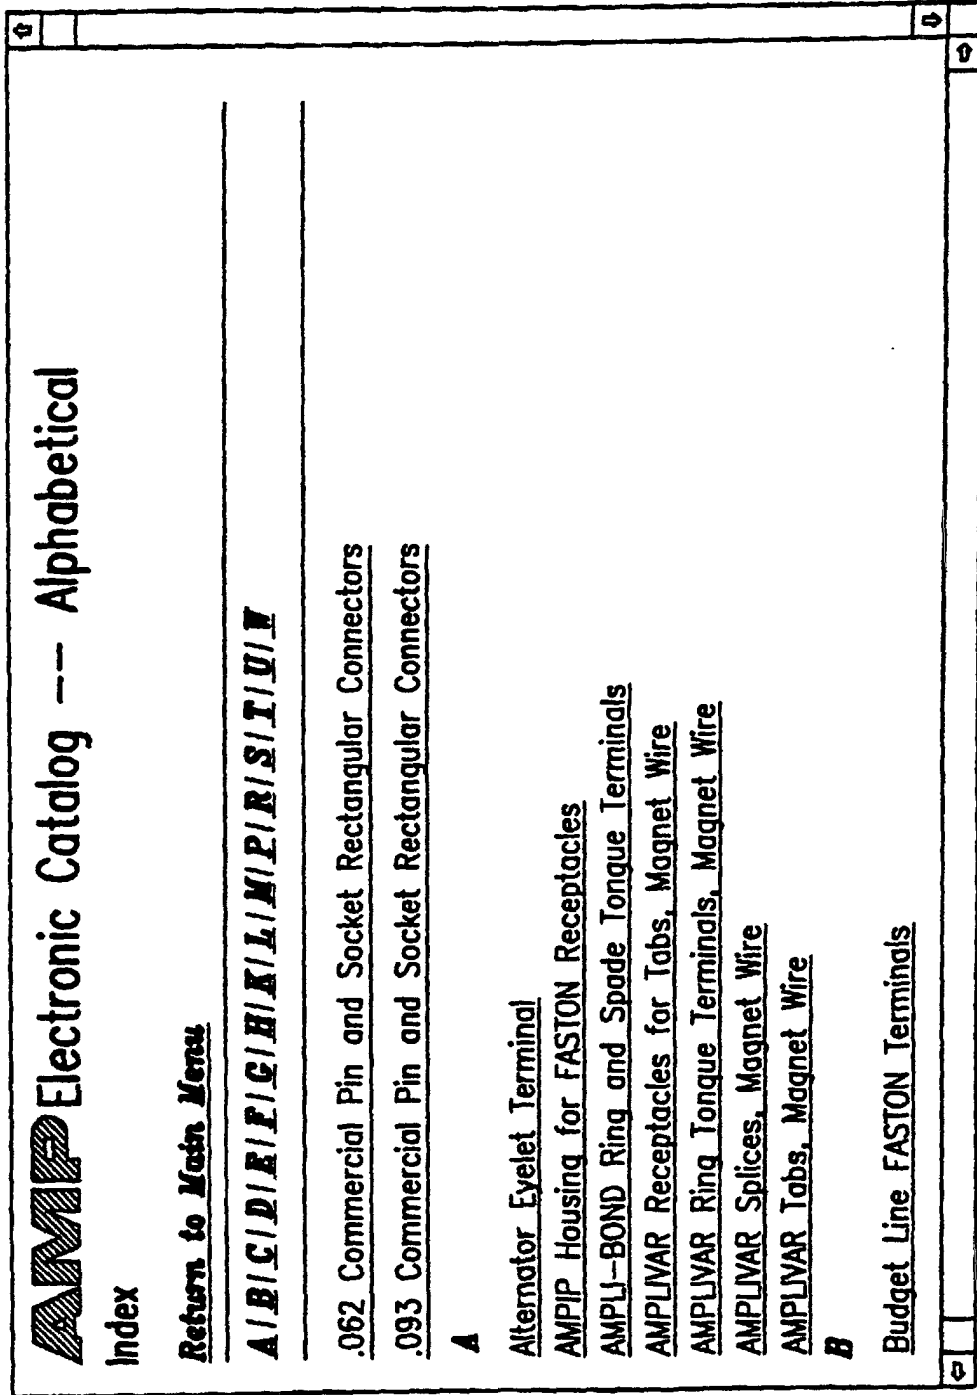 AMP Electronic Catalog -- Alphabetical
Index
Return to Main Menu
A|B|C|D|E|F|G|H|K|L|M|P|R|S|T|U|W
.062 Commercial Pin and Socket Rectangular Connectors
.093 Commercial Pin and Socket Rectangular Connectors
A
Alternator Eyelet Terminal
AMPIP Housing for FASTON Receptacles
AMPLI-BOND Ring and Spade Tongue Terminals
AMPLIVAR Receptacles for Tabs, Magnet Wire
AMPLIVAR Ring Tongue Terminals, Magnet Wire
AMPLIVAR Splices, Magnet Wire
AMPLIVAR Tabs, Magnet Wire
B
Budget Line FASTON Terminals